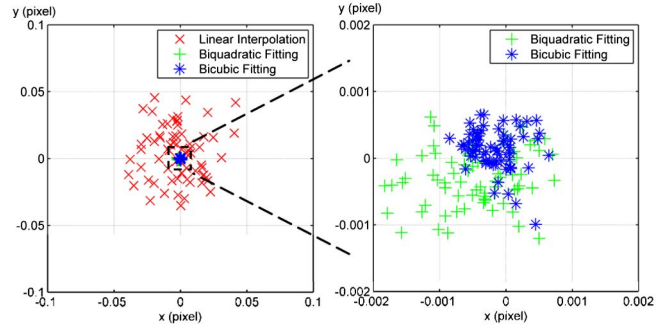 y (pixel)
0.1
0.05
0
-0.05
-0.1
-0.1
-0.05
0
0.05
0.1
x (pixel)
Linear Interpolation
Biquadratic Fitting
Bicubic Fitting
y (pixel)
0.002
0.001
0
-0.001
-0.002
-0.002
-0.001
0
0.001
0.002
x (pixel)
Biquadratic Fitting
Bicubic Fitting